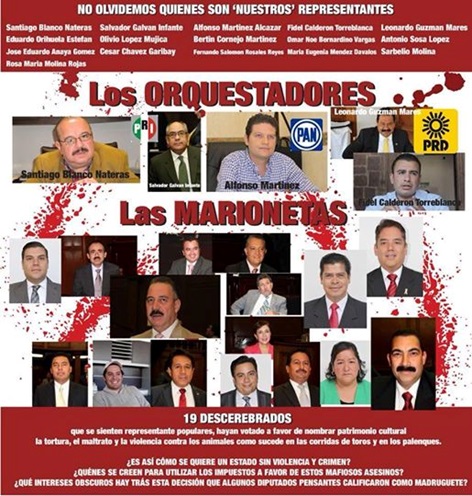 NO OLVIDEMOS QUIENES SON 'NUESTROS' REPRESENTANTES
Santiago Blanco Nateras Salvador Galvan Infante Alfonso Martinez Alcazar Fidel Calderon Torreblanca Leonardo Guzman Mares
Eduardo Orihuela Estefan Olivio Lopez Mujica Bertin Cornejo Martinez Omar Noe Bernardino Vargas Antonio Sosa Lopez
Jose Eduardo Anaya Gomez Cesar Chavez Garibay Fernando Salomon Rosales Reyes Maria Eugenia Mendez Davalos Sarbelio Molina
Rosa Maria Molina Rojas
Los ORQUESTADORES
Leonardo Guzman Mares
PRI
PAN
PRD
Santiago Blanco Nateras
Salvador Galvan Infante
Alfonso Martinez
Fidel Calderon Torreblanca
Las MARIONETAS
19 DESCEREBRADOS
que se sienten representante populares, hayan votado a favor de nombrar patrimonio cultural
la tortura, el maltrato y la violencia contra los animales como sucede en las corridas de toros y en los palenques.
¿ES ASÍ CÓMO SE QUIERE UN ESTADO SIN VIOLENCIA Y CRIMEN?
¿QUÉNES SE CREEN PARA UTILIZAR LOS IMPUESTOS A FAVOR DE ESTOS MAFIOSOS ASESINOS?
¿QUÉ INTERESES OBSCUROS HAY TRÁS ESTA DECISIÓN QUE ALGUNOS DIPUTADOS PENSANTES CALIFICARON COMO MADRUGUETE?